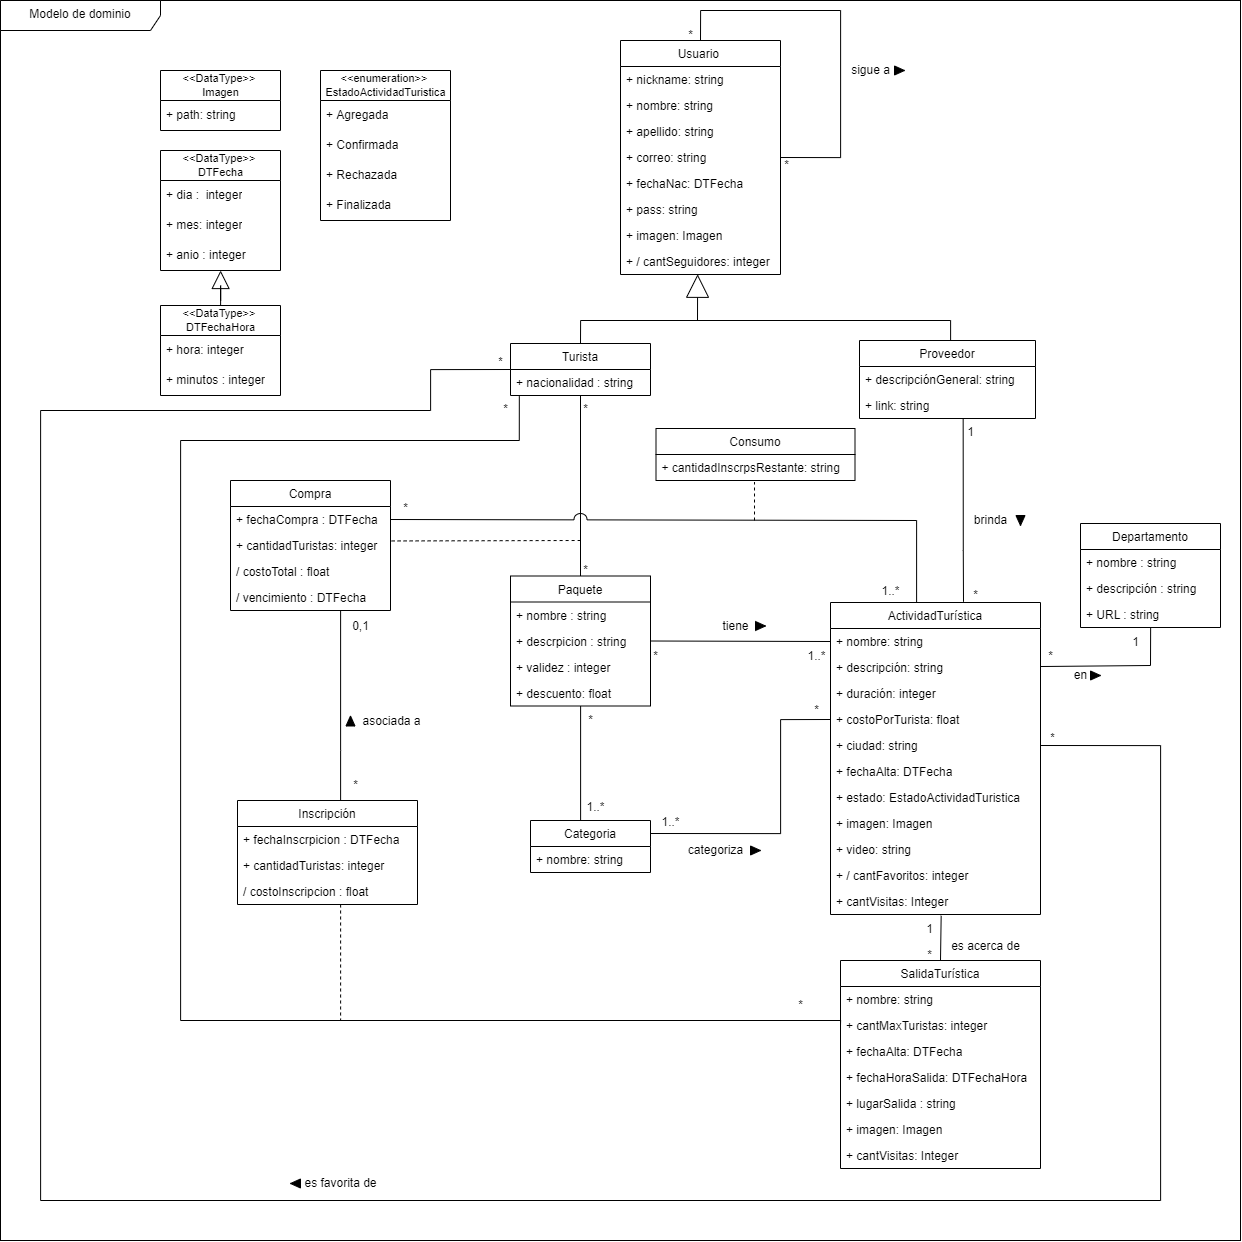 Modelo de dominio
<<DataType>>
Imagen
+ path: string
<<enumeration>>
EstadoActividadTuristica
+ Agregada
+ Confirmada
+ Rechazada
+ Finalizada
<<DataType>>
DTFecha
+ dia :  integer
+ mes: integer
+ anio : integer
<<DataType>>
DTFechaHora
+ hora: integer
+ minutos : integer
*
Usuario
+ nickname: string
+ nombre: string
+ apellido: string
+ correo: string
+ fechaNac: DTFecha
+ pass: string
+ imagen: Imagen
+ / cantSeguidores: integer
sigue a
*
*
Turista
+ nacionalidad : string
*
*
Proveedor
+ descripciónGeneral: string
+ link: string
1
brinda
*
Consumo
+ cantidadInscrpsRestante: string
Compra
+ fechaCompra : DTFecha
+ cantidadTuristas: integer
/ costoTotal : float
/ vencimiento : DTFecha
*
0,1
1..*
*
Paquete
+ nombre : string
+ descrpicion : string
+ validez : integer
+ descuento: float
tiene
*
1..*
*
Departamento
+ nombre : string
+ descripción : string
+ URL : string
1
*
en
ActividadTurística
+ nombre: string
+ descripción: string
+ duración: integer
+ costoPorTurista: float
+ ciudad: string
+ fechaAlta: DTFecha
+ estado: EstadoActividadTuristica
+ imagen: Imagen
+ video: string
+ / cantFavoritos: integer
+ cantVisitas: Integer
*
*
asociada a
*
Inscripción
+ fechaInscrpicion : DTFecha
+ cantidadTuristas: integer
/ costoInscripcion : float
1..*
Categoria
+ nombre: string
1..*
categoriza
1
es acerca de
*
*
SalidaTurística
+ nombre: string
+ cantMaxTuristas: integer
+ fechaAlta: DTFecha
+ fechaHoraSalida: DTFechaHora
+ lugarSalida : string
+ imagen: Imagen
+ cantVisitas: Integer
es favorita de